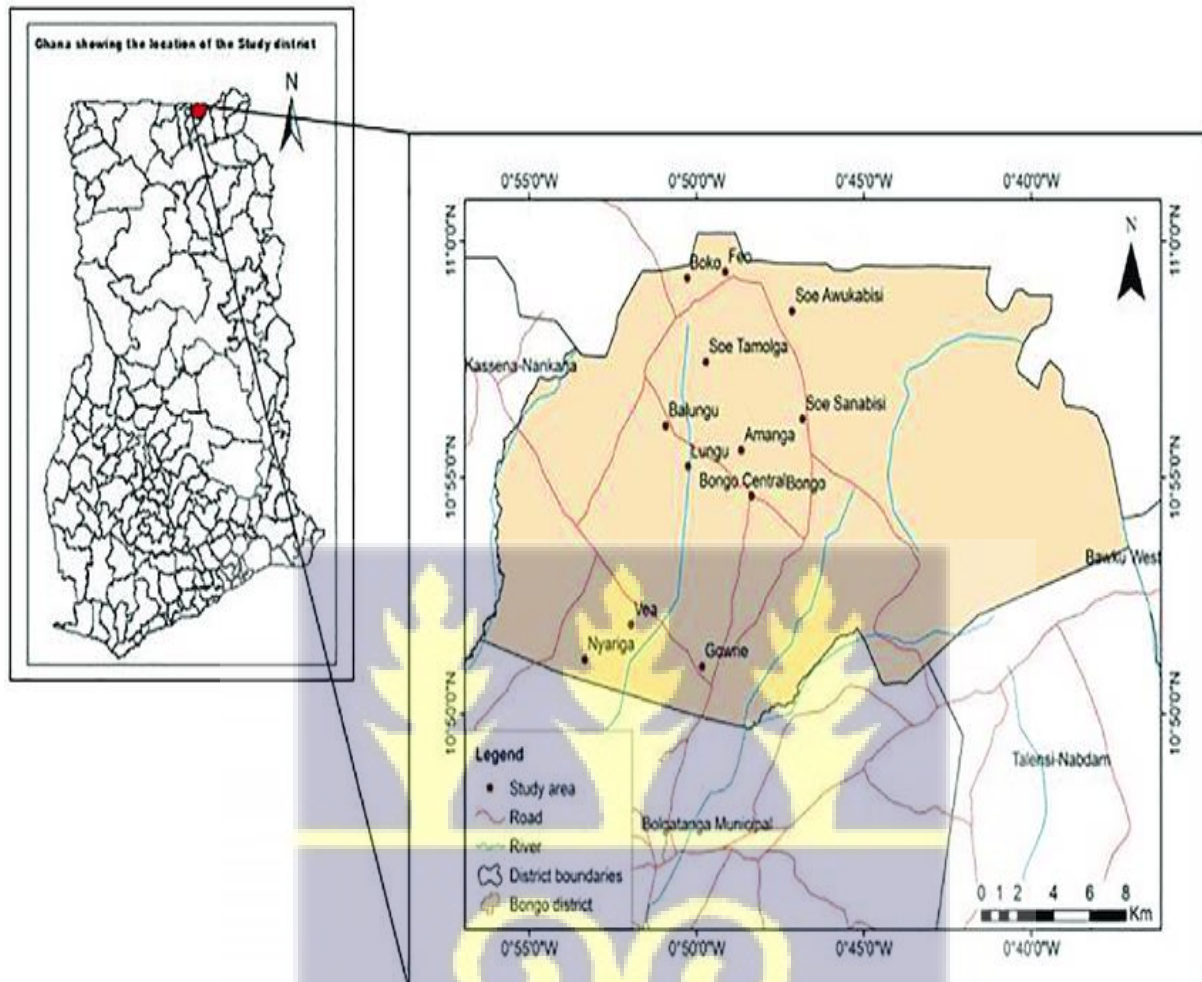 Ghana showing the location of the Study district
N
0°55'0"W 0°50'0"W 0°45'0"W 0°40'0"W
N
11°0'0"N
11°0'0"N
Boko
Feo
Soe Awukabisi
Soe Tamolga
Kassena-Nankana
Balungu
Soe Sanabisi
Amanga
Lungu
Bongo Central
Bongo
10°55'0"N
10°55'0"N
Bawku West
Vea
Nyariga
Gowrie
10°50'0"N
10°50'0"N
Talensi-Nabdam
Bolgatanga Municipal
Legend
Study area
Road
River
District boundaries
Bongo district
0 1 2 4 6 8
Km
0°55'0"W 0°50'0"W 0°45'0"W 0°40'0"W